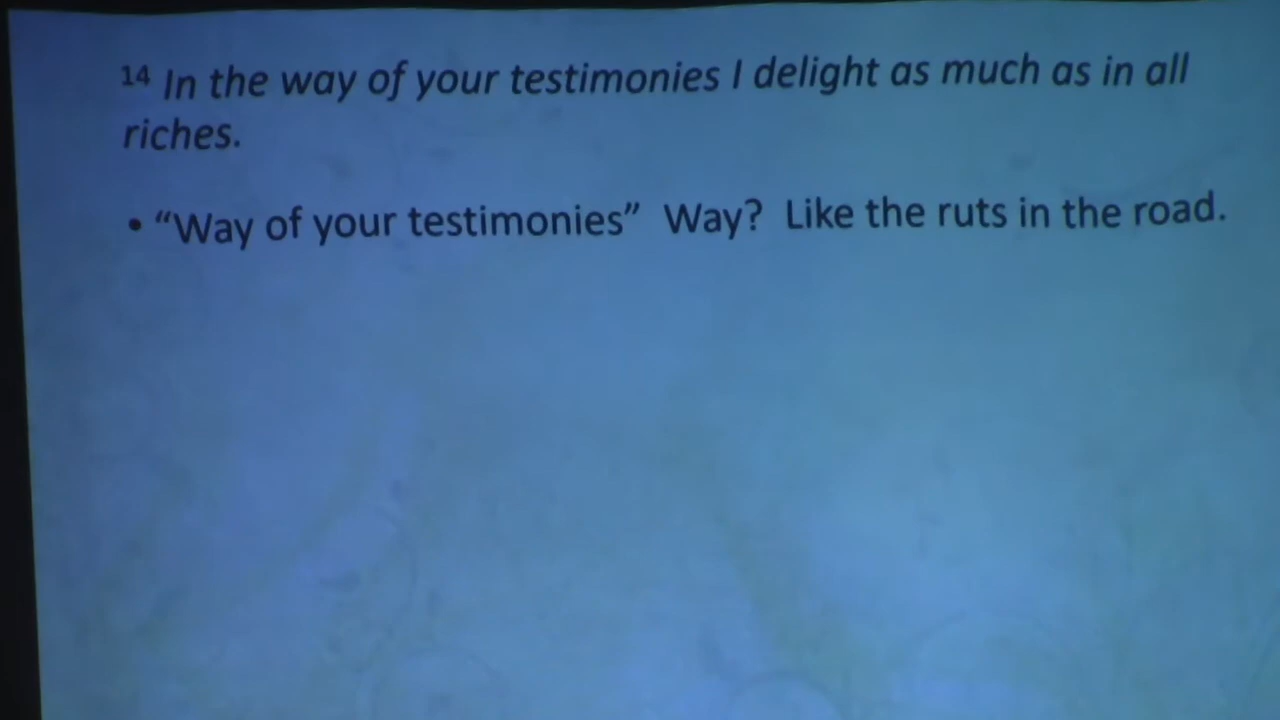 14 In the way of your testimonies I delight as much as in all
riches.
• “Way of your testimonies”  Way?  Like the ruts in the road.